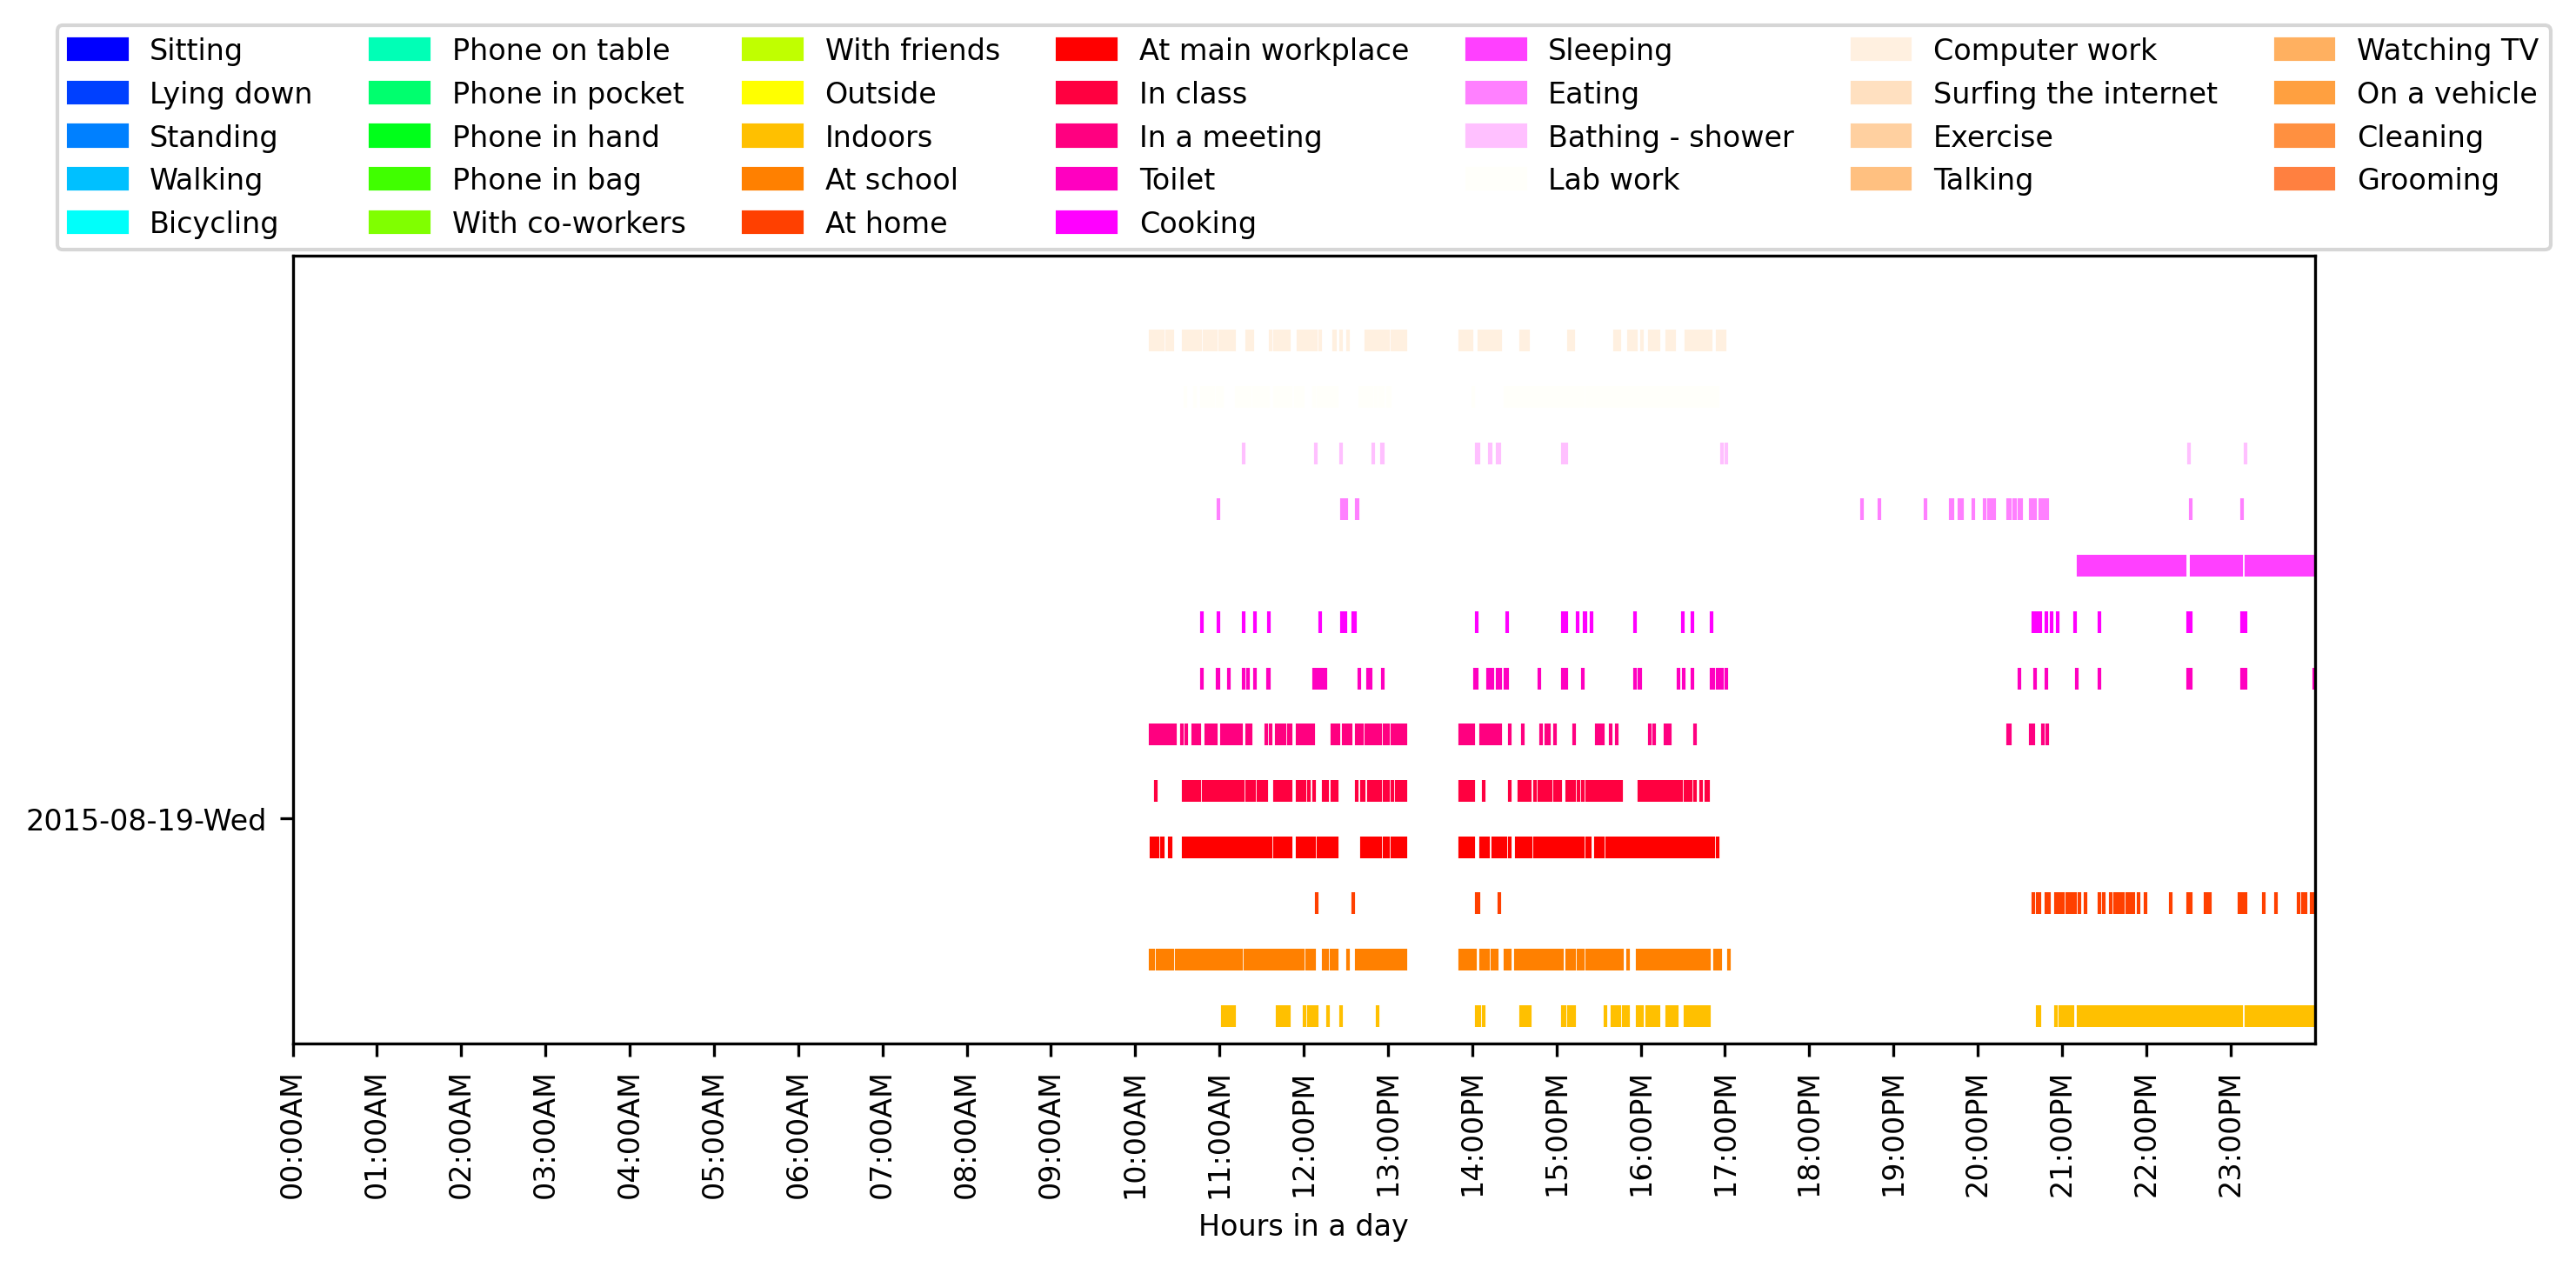 Sitting
Lying down
Standing
Walking
Bicycling
Phone on table
Phone in pocket
Phone in hand
Phone in bag
With co-workers
With friends
Outside
Indoors
At school
At home
At main workplace
In class
In a meeting
Toilet
Cooking
Sleeping
Eating
Bathing - shower
Lab work
Computer work
Surfing the internet
Exercise
Talking
Watching TV
On a vehicle
Cleaning
Grooming
2015-08-19-Wed
00:00AM
01:00AM
02:00AM
03:00AM
04:00AM
05:00AM
06:00AM
07:00AM
08:00AM
09:00AM
10:00AM
11:00AM
12:00PM
13:00PM
14:00PM
15:00PM
16:00PM
17:00PM
18:00PM
19:00PM
20:00PM
21:00PM
22:00PM
23:00PM
Hours in a day